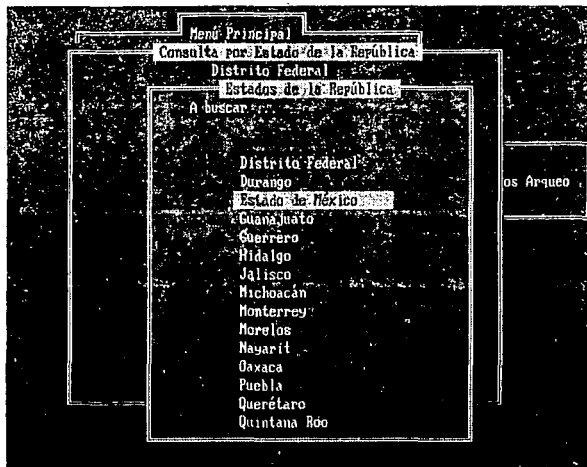 Menú Principal
Consulta por Estado de la República
Distrito Federal
Estados de la República
A buscar
Distrito Federal
Durango
Estado de México
os Arqueo
Guanajuato
Guerrero
Hidalgo
Jalisco
Michoacán
Monterrey
Morelos
Nayarit
Oaxaca
Puebla
Querétaro
Quintana Roo